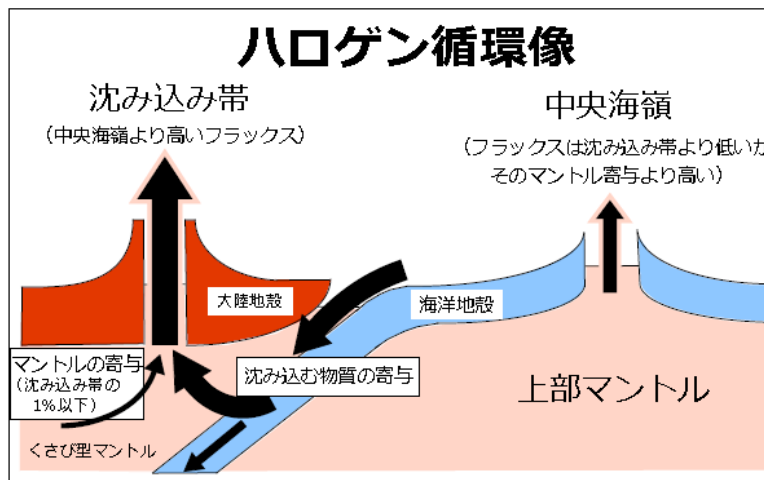 ハロゲン循環像
沈み込み帯
（中央海嶺より高いフラックス）
中央海嶺
（フラックスは沈み込み帯より低いが
そのマントル寄与より高い）
大陸地殻
海洋地殻
マントルの寄与
（沈み込み帯の
1%以下）
沈み込む物質の寄与
上部マントル
くさび型マントル